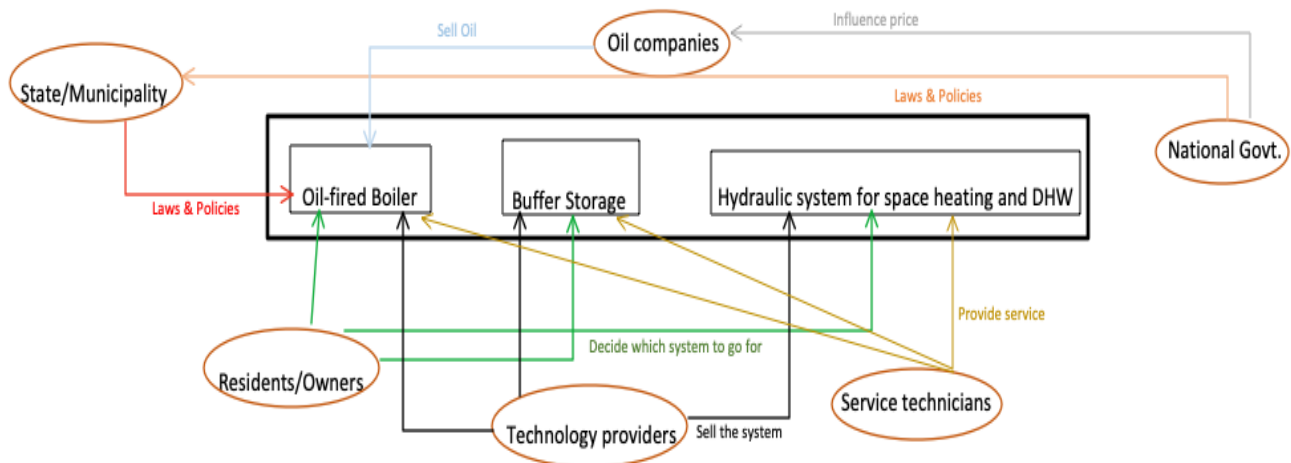 Influence price
Sell Oil
Oil companies
State/Municipality
Laws & Policies
National Govt.
Oil-fired Boiler
Buffer Storage
Hydraulic system for space heating and DHW
Laws & Policies
Provide service
Decide which system to go for
Residents/Owners
Service technicians
Technology providers
Sell the system